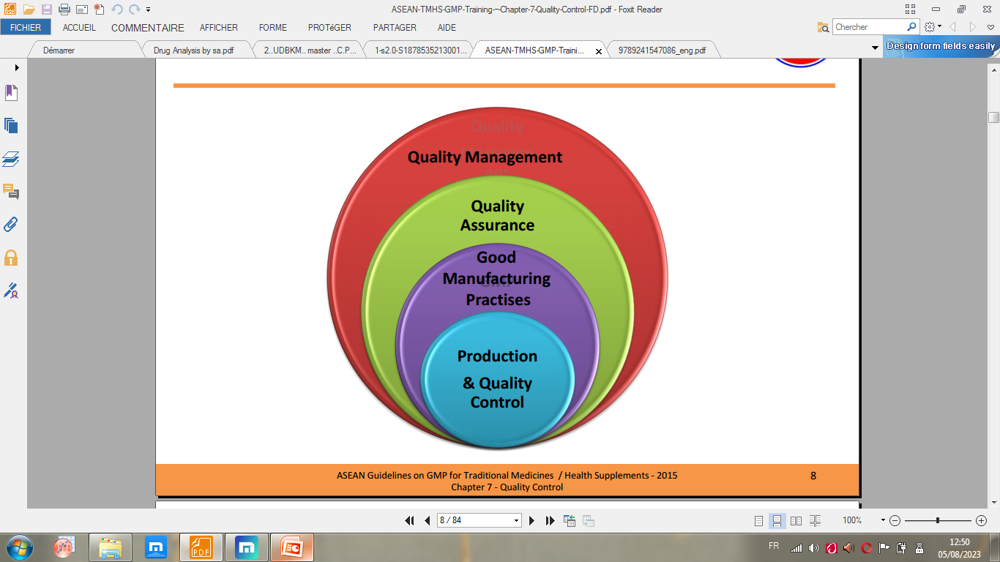 ASEAN-TMHS-GMP-Training-–Chapter-7-Quality-Control-FD.pdf - Foxit Reader
FICHIER ACCUEIL COMMENTAIRE AFFICHER FORME PROTéGER PARTAGER AIDE Chercher
Démarrer Drug Analysis by sa.pdf 2..UDBKM.. master ..C.P... 1-s2.0-S1878535213001... ASEAN-TMHS-GMP-Traini... 9789241547086_eng.pdf Design form fields easily
Quality
Quality Management
Quality
Assurance
Good
Manufacturing
Practises
Production
& Quality
Control
ASEAN Guidelines on GMP for Traditional Medicines / Health Supplements - 2015 8
Chapter 7 - Quality Control
8 / 84 100%
PDF FR 12:50
05/08/2023